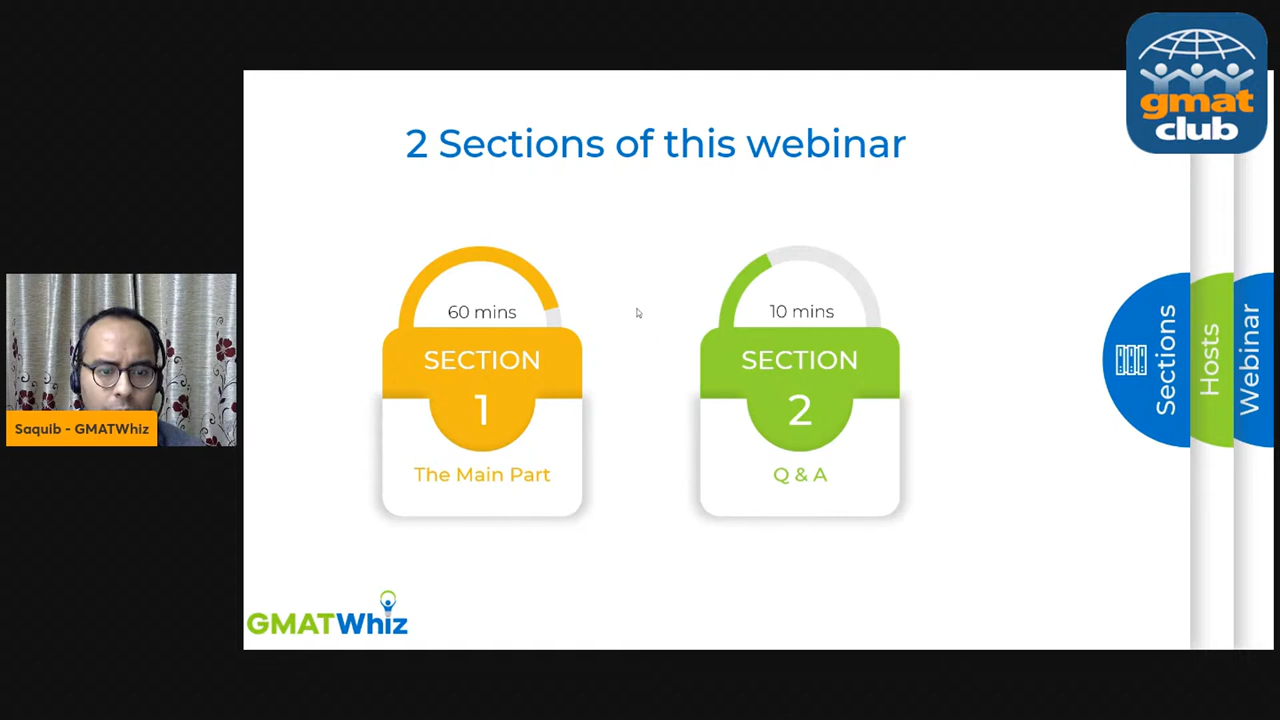 gmat
club
2 Sections of this webinar
60 mins
SECTION
1
The Main Part
10 mins
SECTION
2
Q & A
Sections
Hosts
Webinar
Saquib - GMATWhiz
GMATWhiz